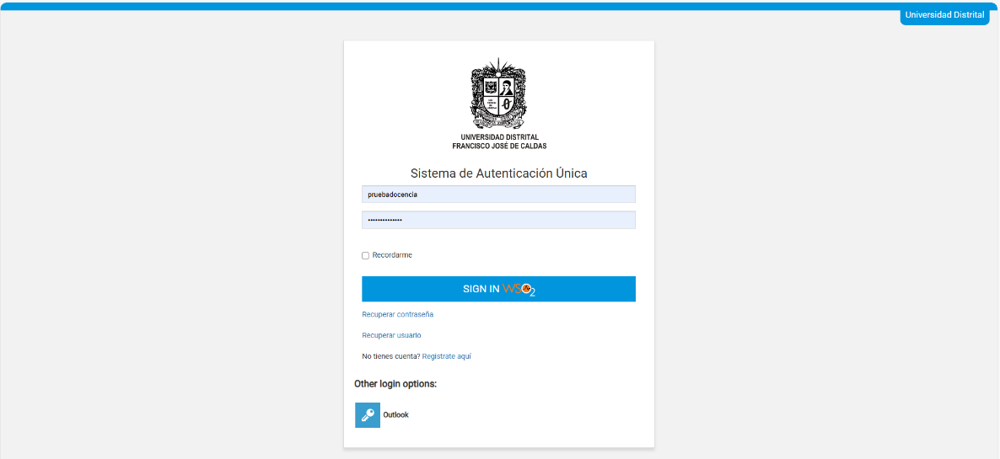 Universidad Distrital
UNIVERSIDAD DISTRITAL
FRANCISCO JOSÉ DE CALDAS
Sistema de Autenticación Única
pruebadocencia
••••••••••••••
Recordarme
SIGN IN WSO2
Recuperar contraseña
Recuperar usuario
No tienes cuenta? Registrate aquí
Other login options:
Outlook